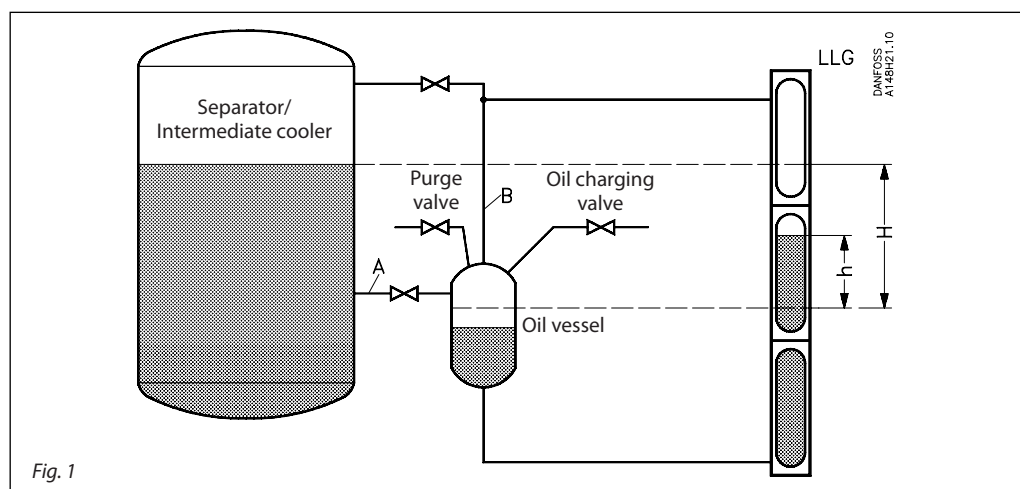 LLG
DANFOSS
A148H21.10
Separator/
Intermediate cooler
Purge
valve
B
Oil charging
valve
H
h
A
Oil vessel
Fig. 1